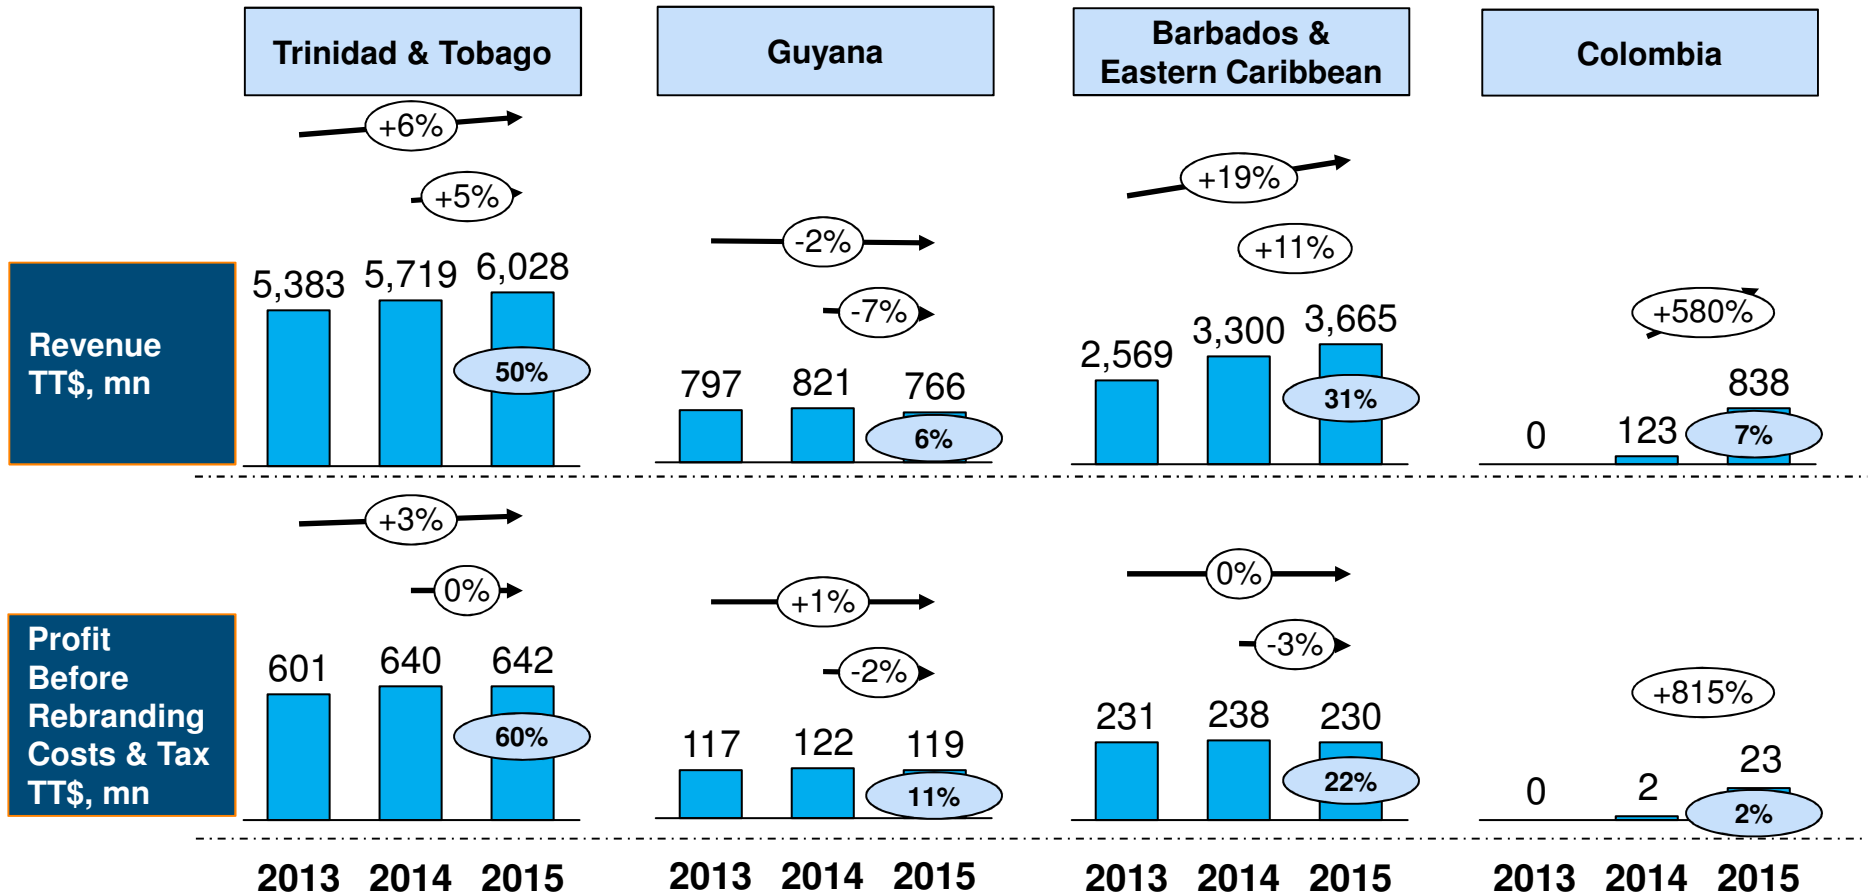 Trinidad & Tobago
Guyana
Barbados &
Eastern Caribbean
Colombia
Revenue
TT$, mn
+6%
+5%
5,383
5,719
6,028
50%
-2%
-7%
797
821
766
6%
+19%
+11%
2,569
3,300
3,665
31%
+580%
0
123
838
7%
Profit
Before
Rebranding
Costs & Tax
TT$, mn
+3%
0%
601
640
642
60%
+1%
-2%
117
122
119
11%
0%
-3%
231
238
230
22%
+815%
0
2
23
2%
2013 2014 2015
2013 2014 2015
2013 2014 2015
2013 2014 2015